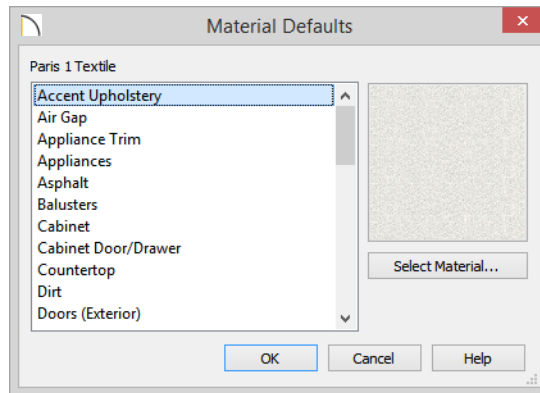 Material Defaults
Paris 1 Textile
Accent Upholstery
Air Gap
Appliance Trim
Appliances
Asphalt
Balusters
Cabinet
Cabinet Door/Drawer
Countertop
Dirt
Doors (Exterior)
Select Material...
OK
Cancel
Help